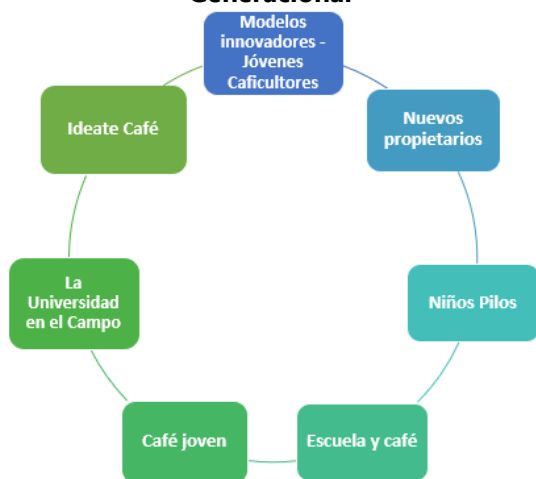 Generacional
Modelos
innovadores -
Jóvenes
Caficultores
Nuevos
propietarios
Niños Pilos
Escuela y café
Café joven
La
Universidad
en el Campo
Ideate Café